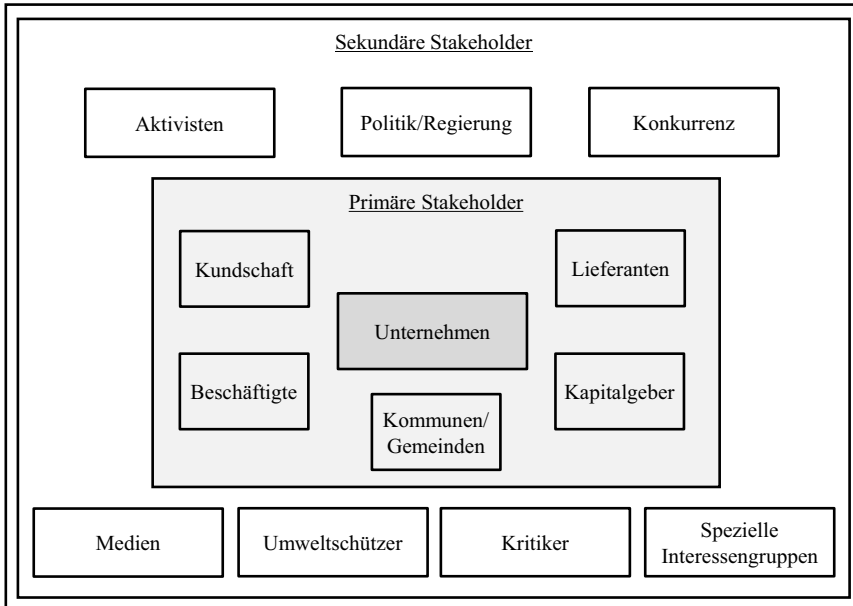 Sekundäre Stakeholder
Aktivisten
Politik/Regierung
Konkurrenz
Primäre Stakeholder
Kundschaft
Lieferanten
Unternehmen
Beschäftigte
Kapitalgeber
Kommunen/
Gemeinden
Medien
Umweltschützer
Kritiker
Spezielle
Interessengruppen